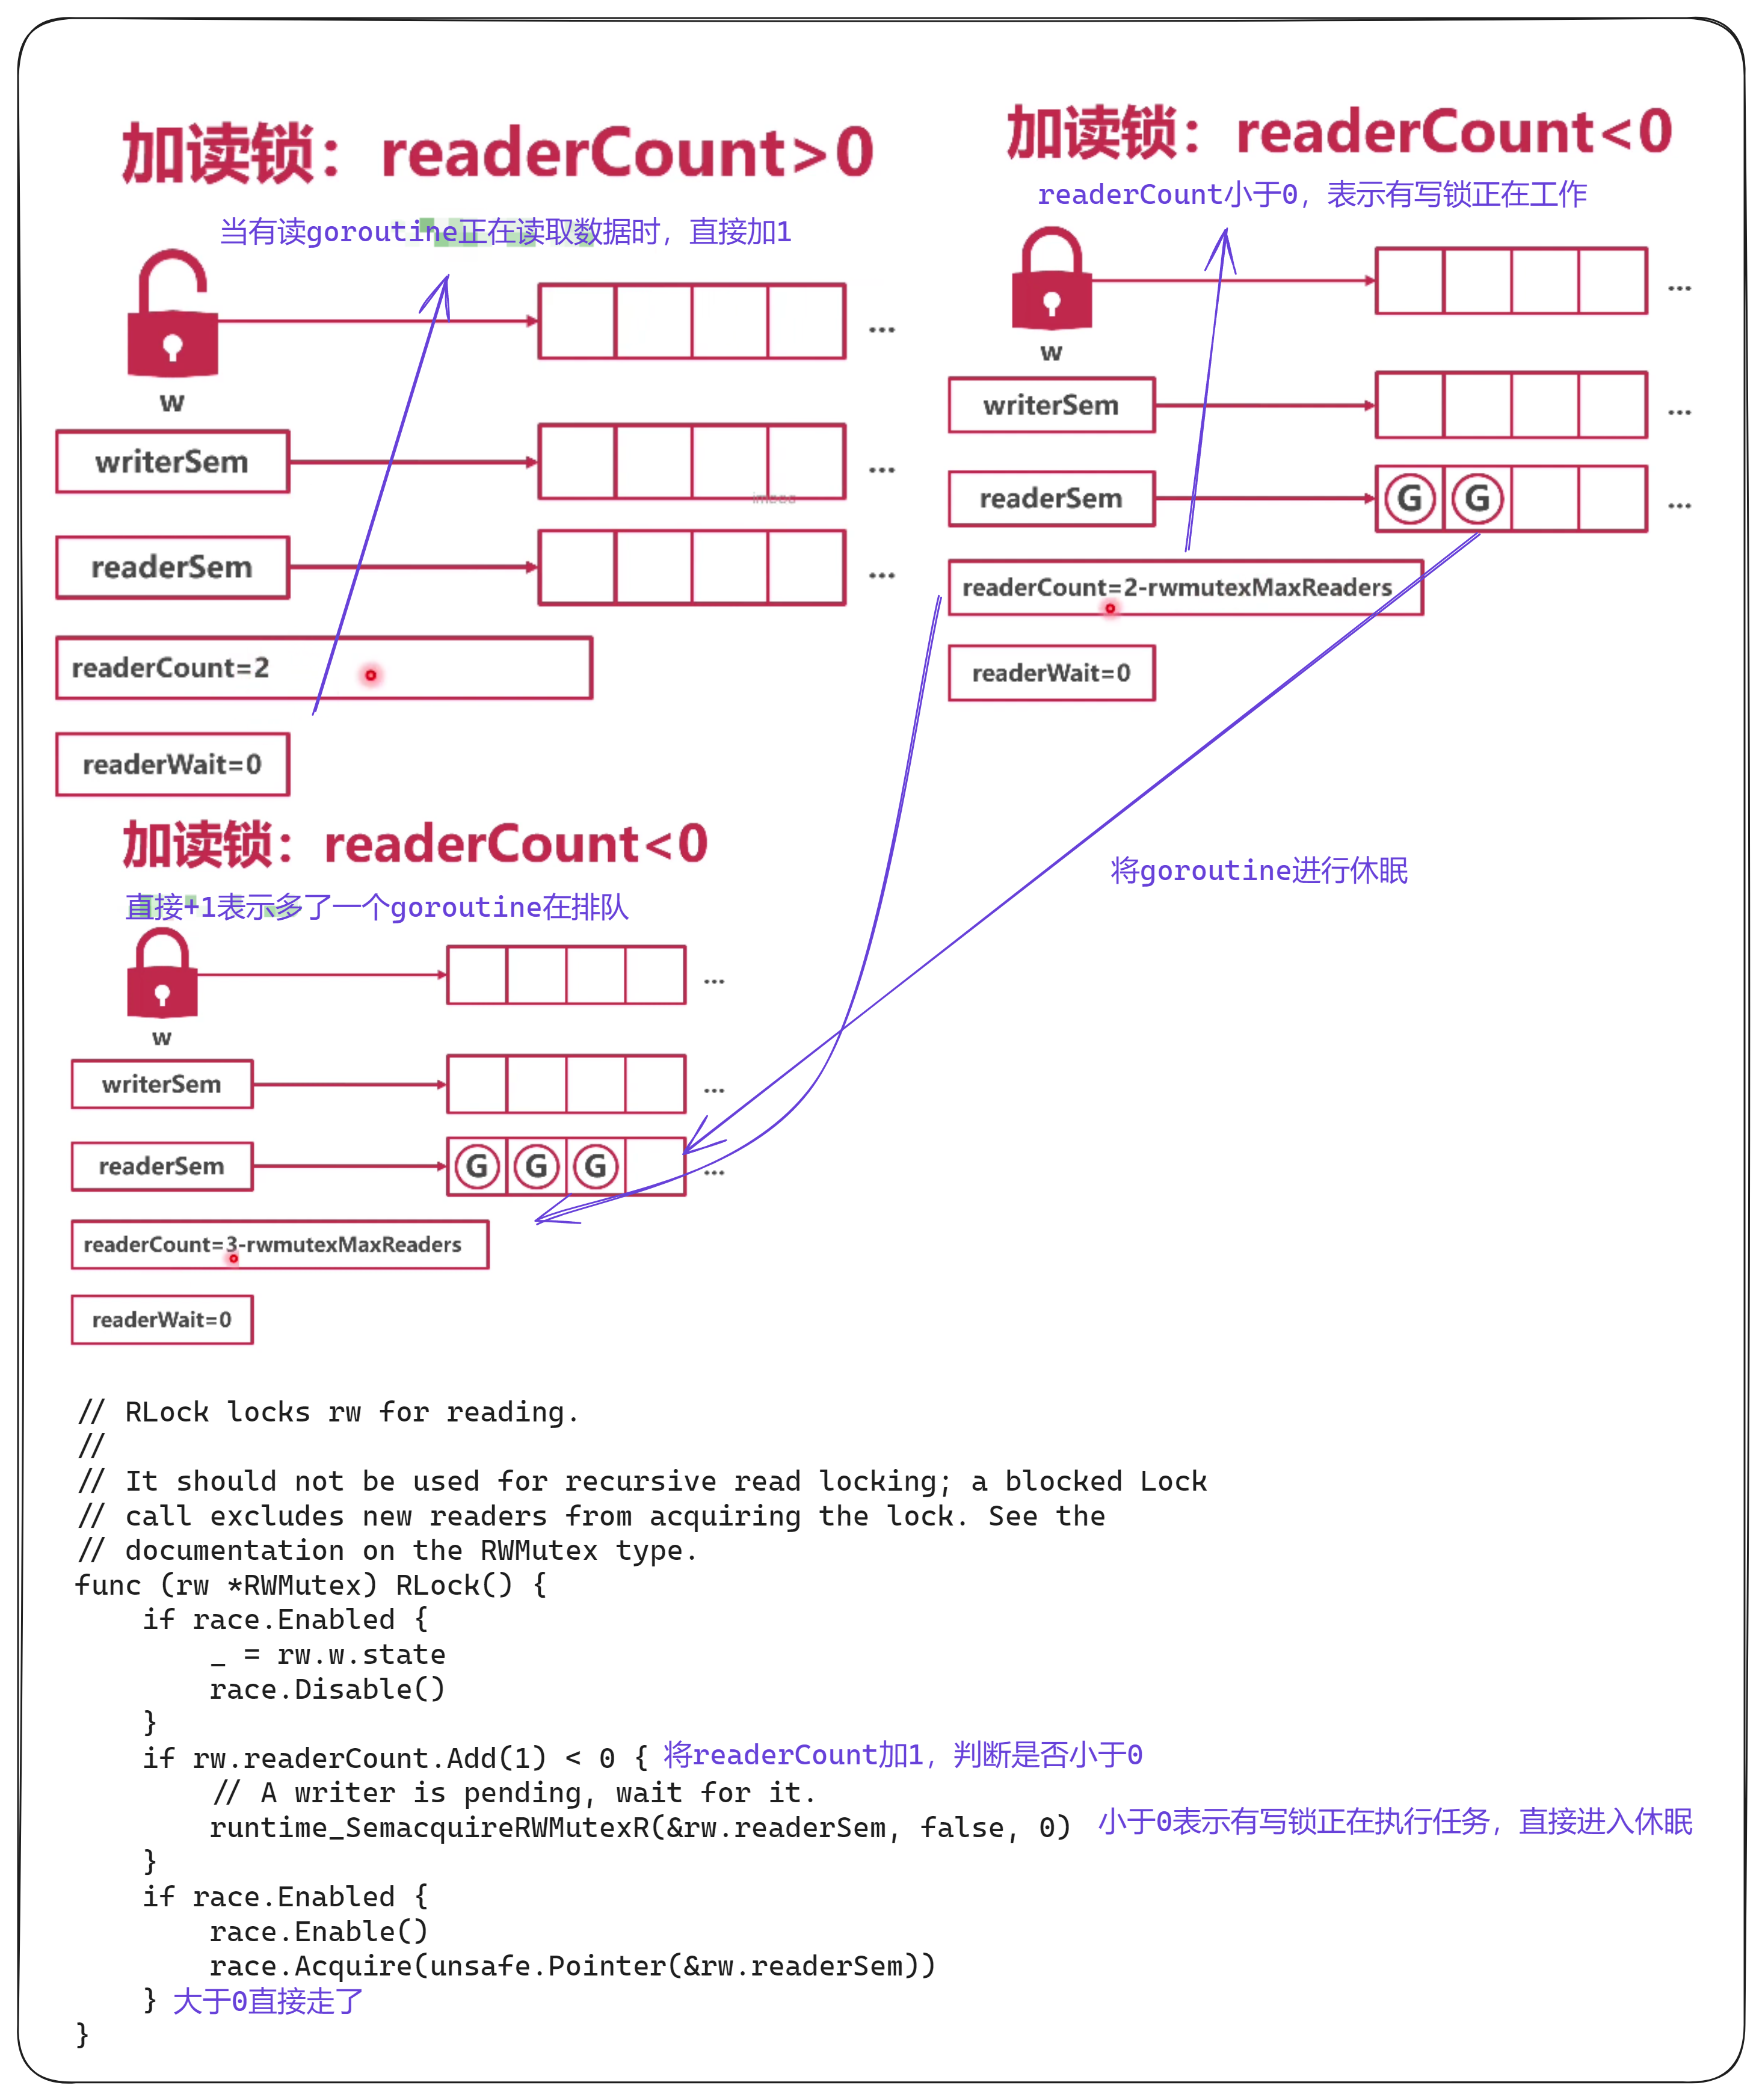 加读锁：readerCount>0
当有读goroutine正在读取数据时，直接加1
...
w
writerSem
...
readerSem
...
readerCount=2
readerWait=0
加读锁：readerCount<0
readerCount小于0，表示有写锁正在工作
...
w
writerSem
...
readerSem
G G
...
readerCount=2-rwmutexMaxReaders
readerWait=0
加读锁：readerCount<0
直接+1表示多了一个goroutine在排队
将goroutine进行休眠
...
w
writerSem
...
readerSem
G G G
...
readerCount=3-rwmutexMaxReaders
readerWait=0
// RLock locks rw for reading.
//
// It should not be used for recursive read locking; a blocked Lock
// call excludes new readers from acquiring the lock. See the
// documentation on the RWMutex type.
func (rw *RWMutex) RLock() {
if race.Enabled {
_ = rw.w.state
race.Disable()
}
if rw.readerCount.Add(1) < 0 { 将readerCount加1，判断是否小于0
// A writer is pending, wait for it.
runtime_SemacquireRWMutexR(&rw.readerSem, false, 0) 小于0表示有写锁正在执行任务，直接进入休眠
}
if race.Enabled {
race.Enable()
race.Acquire(unsafe.Pointer(&rw.readerSem))
} 大于0直接走了
}